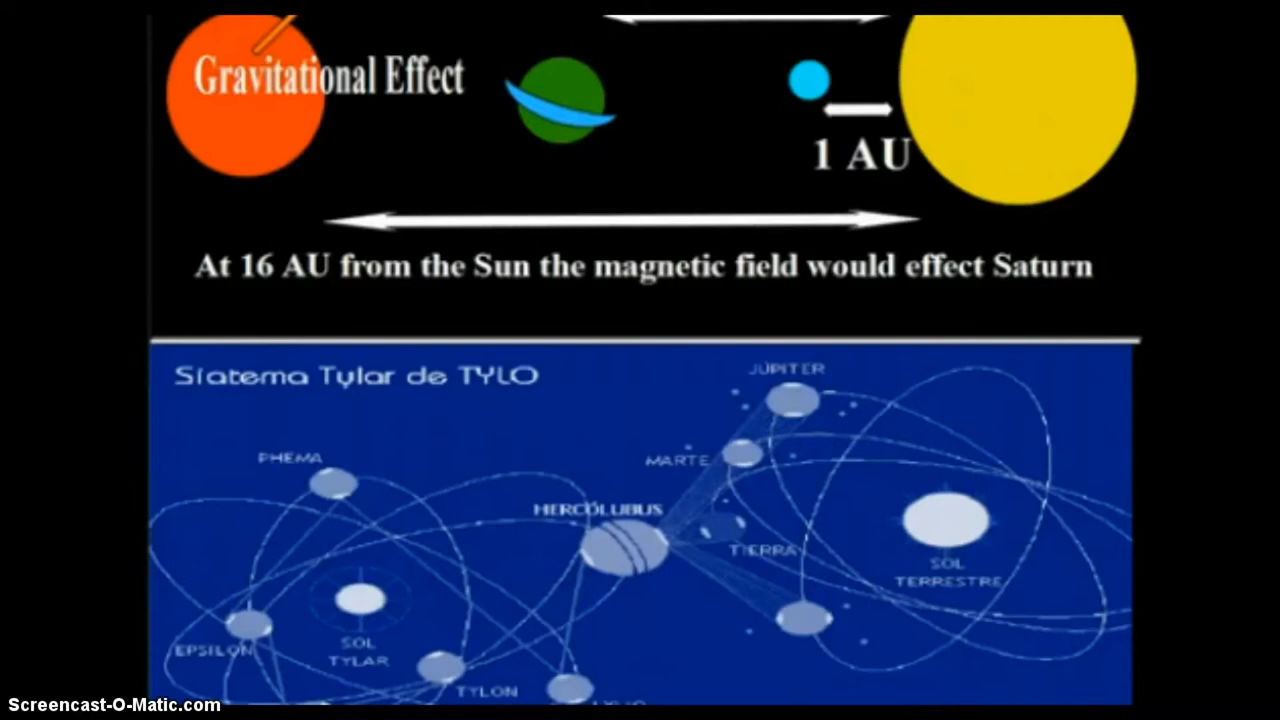 Gravitational Effect
1 AU
At 16 AU from the Sun the magnetic field would effect Saturn
Síatema Tylar de TYLO
JÚPITER
PHEMA
MARTE
HERCÓLUBUS
TIERRA
SOL
TERRESTRE
EPSILON
SOL
TYLAR
TYLON
Screencast-O-Matic.com